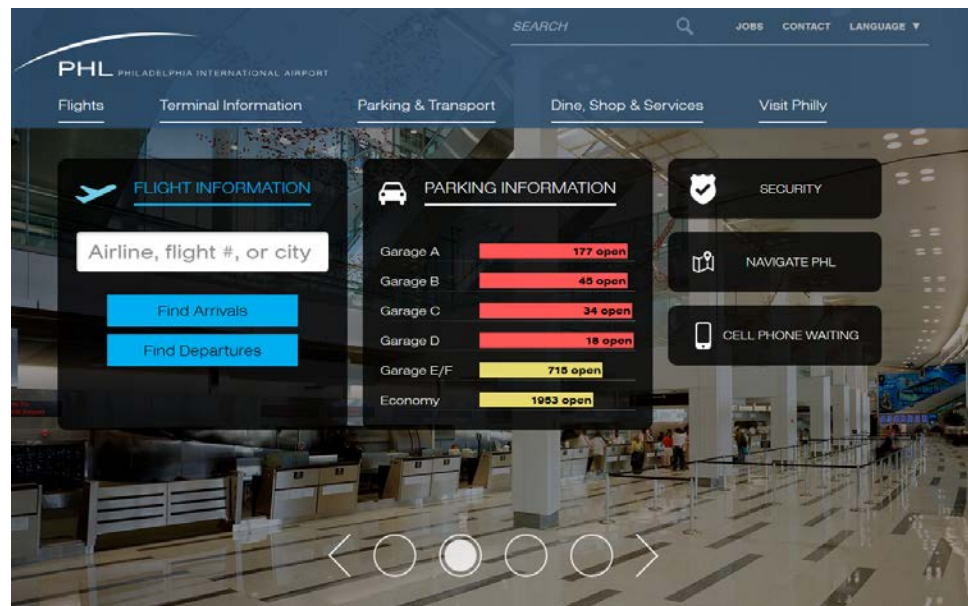 SEARCH
JOBS CONTACT LANGUAGE ▼
PHL PHILADELPHIA INTERNATIONAL AIRPORT
Flights Terminal Information Parking & Transport Dine, Shop & Services Visit Philly
FLIGHT INFORMATION
Airline, flight #, or city
Find Arrivals
Find Departures
PARKING INFORMATION
Garage A 177 open
Garage B 45 open
Garage C 34 open
Garage D 18 open
Garage E/F 715 open
Economy 1953 open
SECURITY
NAVIGATE PHL
CELL PHONE WAITING